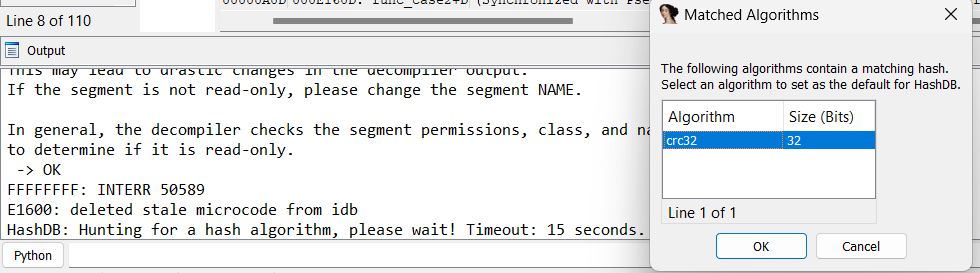 00000A0D 000E160D: func_case2+D (Synchronized with Pse
Line 8 of 110
Output
This may lead to drastic changes in the decompiler output.
If the segment is not read-only, please change the segment NAME.
In general, the decompiler checks the segment permissions, class, and na
to determine if it is read-only.
-> OK
FFFFFFFF: INTERR 50589
E1600: deleted stale microcode from idb
HashDB: Hunting for a hash algorithm, please wait! Timeout: 15 seconds.
Python
Matched Algorithms
The following algorithms contain a matching hash.
Select an algorithm to set as the default for HashDB.
Algorithm Size (Bits)
crc32 32
Line 1 of 1
OK Cancel